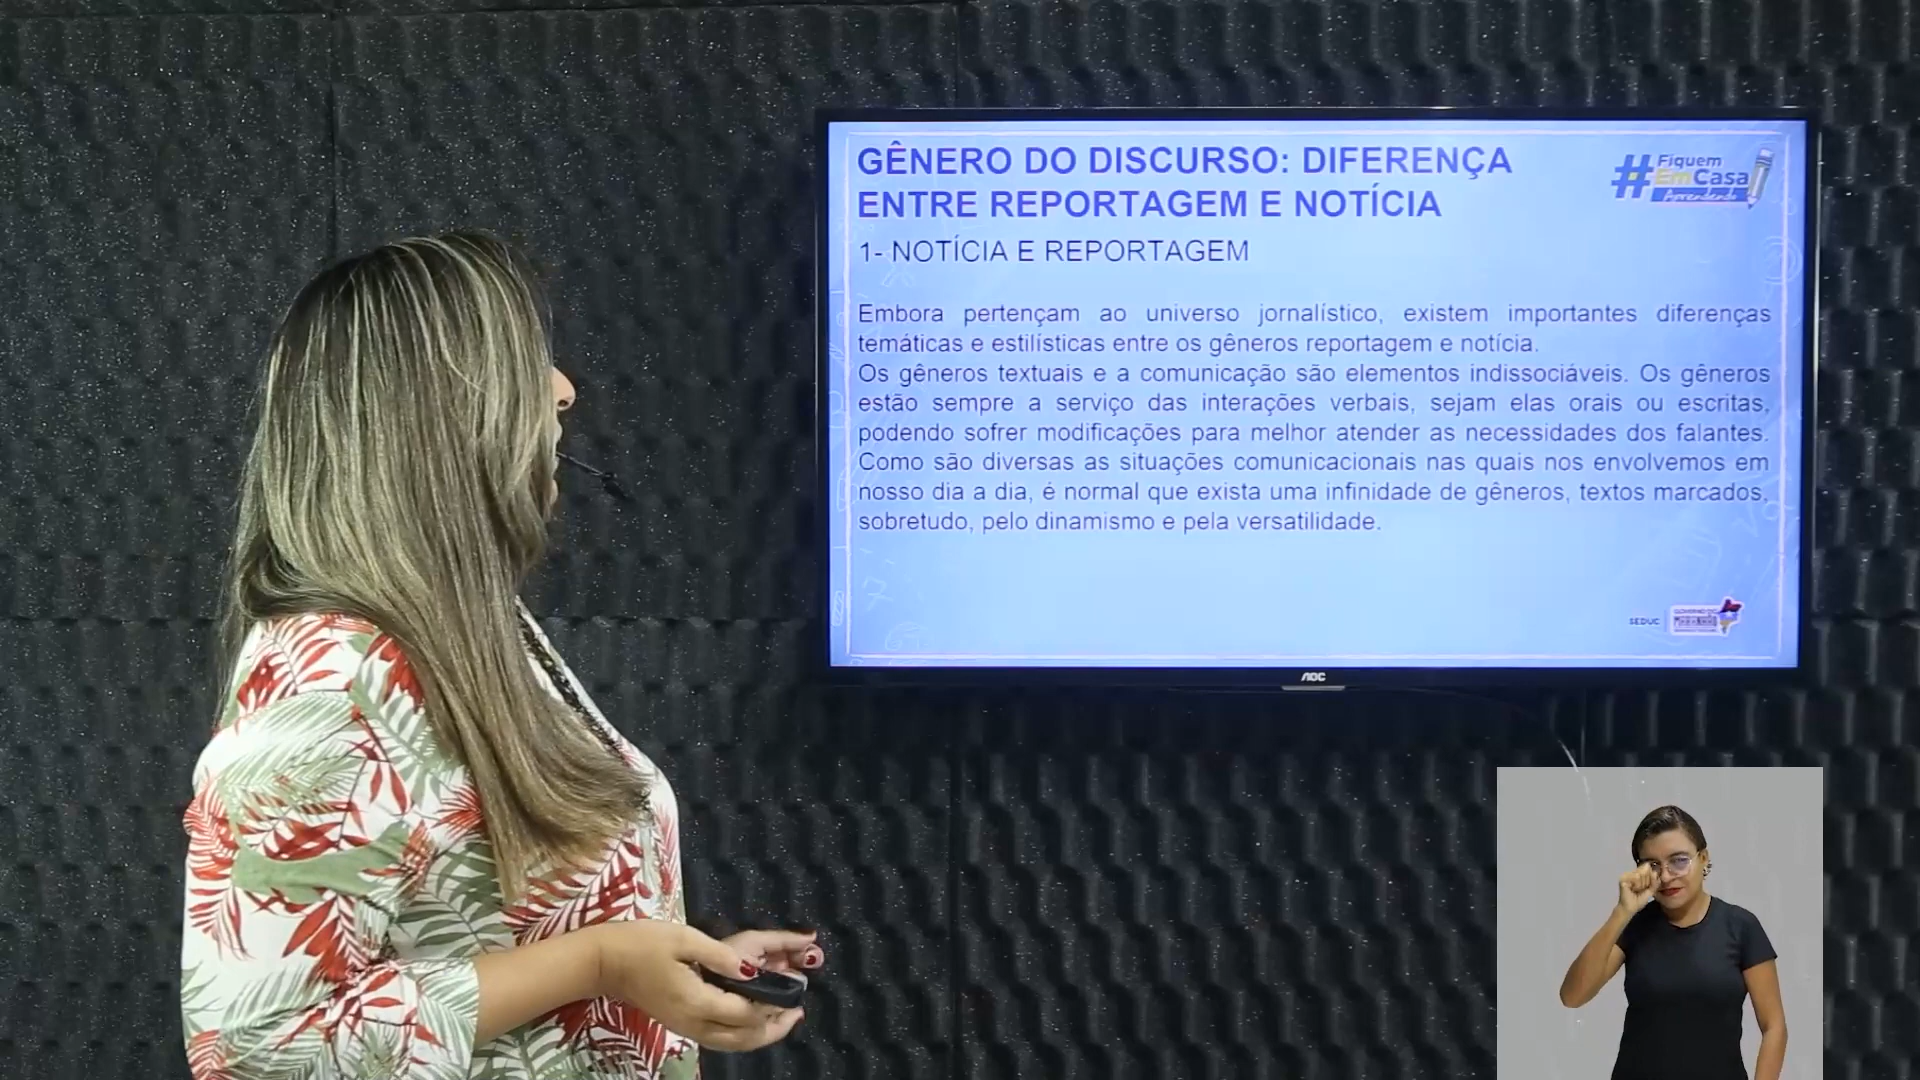 GÊNERO DO DISCURSO: DIFERENÇA
ENTRE REPORTAGEM E NOTÍCIA
#Fiquem
EmCasa
Aprendendo
1- NOTÍCIA E REPORTAGEM
Embora pertençam ao universo jornalístico, existem importantes diferenças
temáticas e estilísticas entre os gêneros reportagem e notícia.
Os gêneros textuais e a comunicação são elementos indissociáveis. Os gêneros
estão sempre a serviço das interações verbais, sejam elas orais ou escritas,
podendo sofrer modificações para melhor atender as necessidades dos falantes.
Como são diversas as situações comunicacionais nas quais nos envolvemos em
nosso dia a dia, é normal que exista uma infinidade de gêneros, textos marcados,
sobretudo, pelo dinamismo e pela versatilidade.
SEDUC
GOVERNO DO
MARANHÃO
AOC